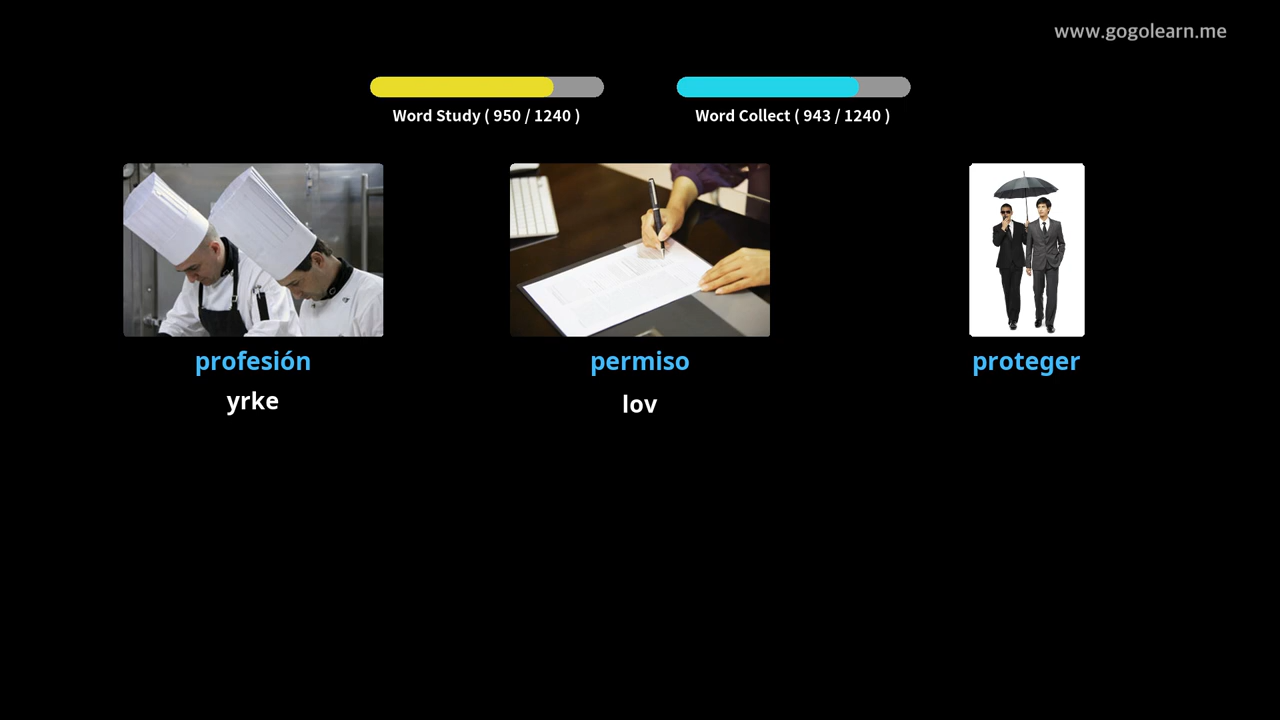 www.gogolearn.me
Word Study ( 950 / 1240 )
Word Collect ( 943 / 1240 )
profesión
permiso
proteger
yrke
lov